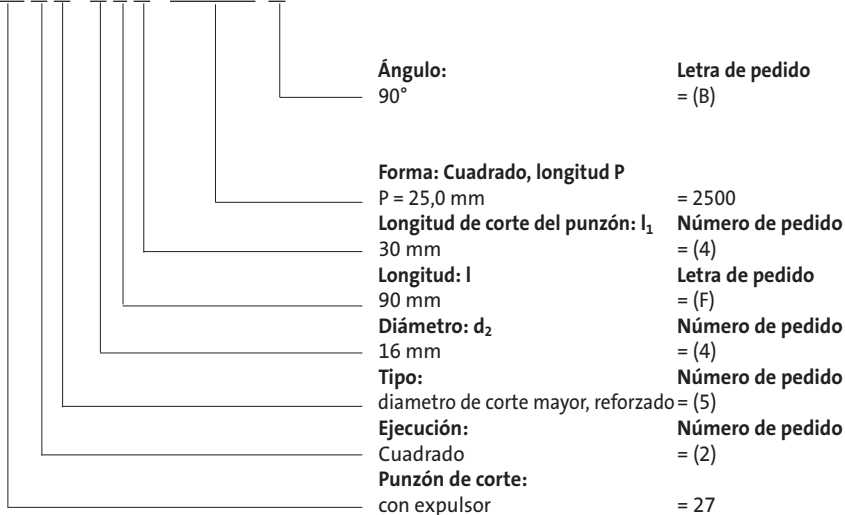 Ángulo: Letra de pedido
90° = (B)
Forma: Cuadrado, longitud P
P = 25,0 mm = 2500
Longitud de corte del punzón: l₁ Número de pedido
30 mm = (4)
Longitud: l Letra de pedido
90 mm = (F)
Diámetro: d₂ Número de pedido
16 mm = (4)
Tipo: Número de pedido
diametro de corte mayor, reforzado = (5)
Ejecución: Número de pedido
Cuadrado = (2)
Punzón de corte:
con expulsor = 27